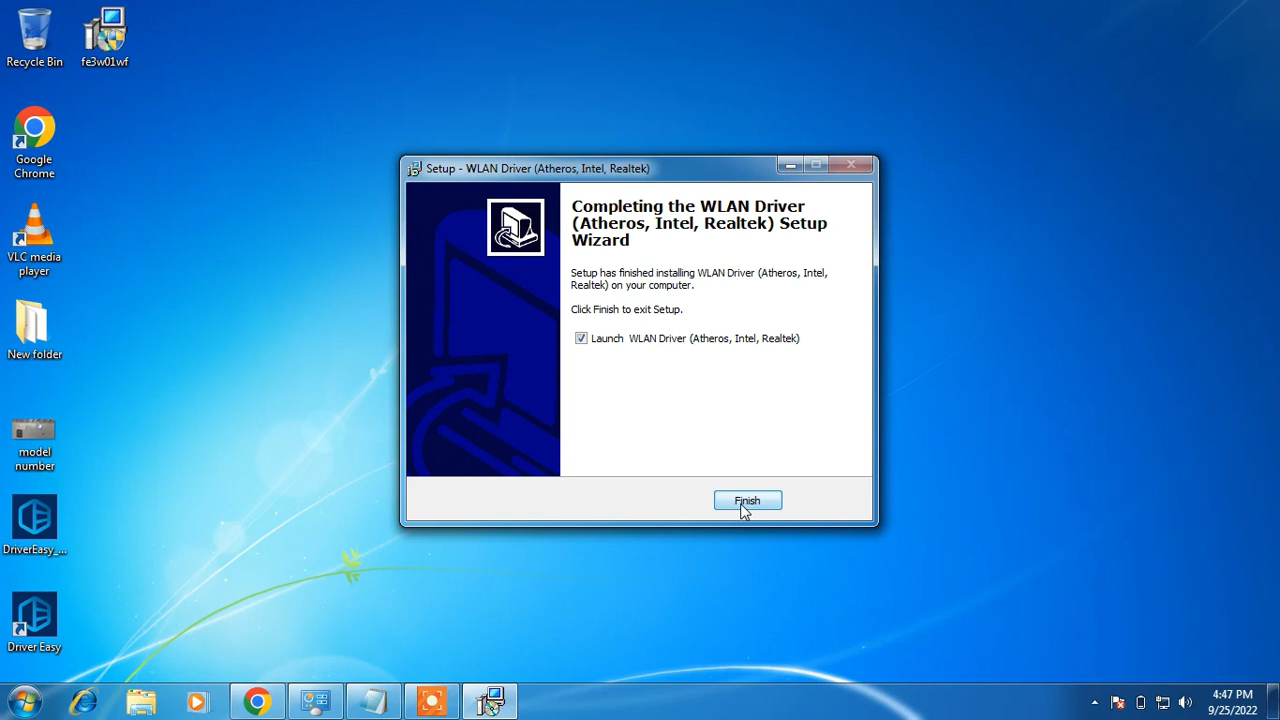 Recycle Bin
fe3w01wf
Google
Chrome
VLC media
player
New folder
model
number
DriverEasy_...
Driver Easy
Setup - WLAN Driver (Atheros, Intel, Realtek)
Completing the WLAN Driver
(Atheros, Intel, Realtek) Setup
Wizard
Setup has finished installing WLAN Driver (Atheros, Intel,
Realtek) on your computer.
Click Finish to exit Setup.
Launch WLAN Driver (Atheros, Intel, Realtek)
Finish
4:47 PM
9/25/2022